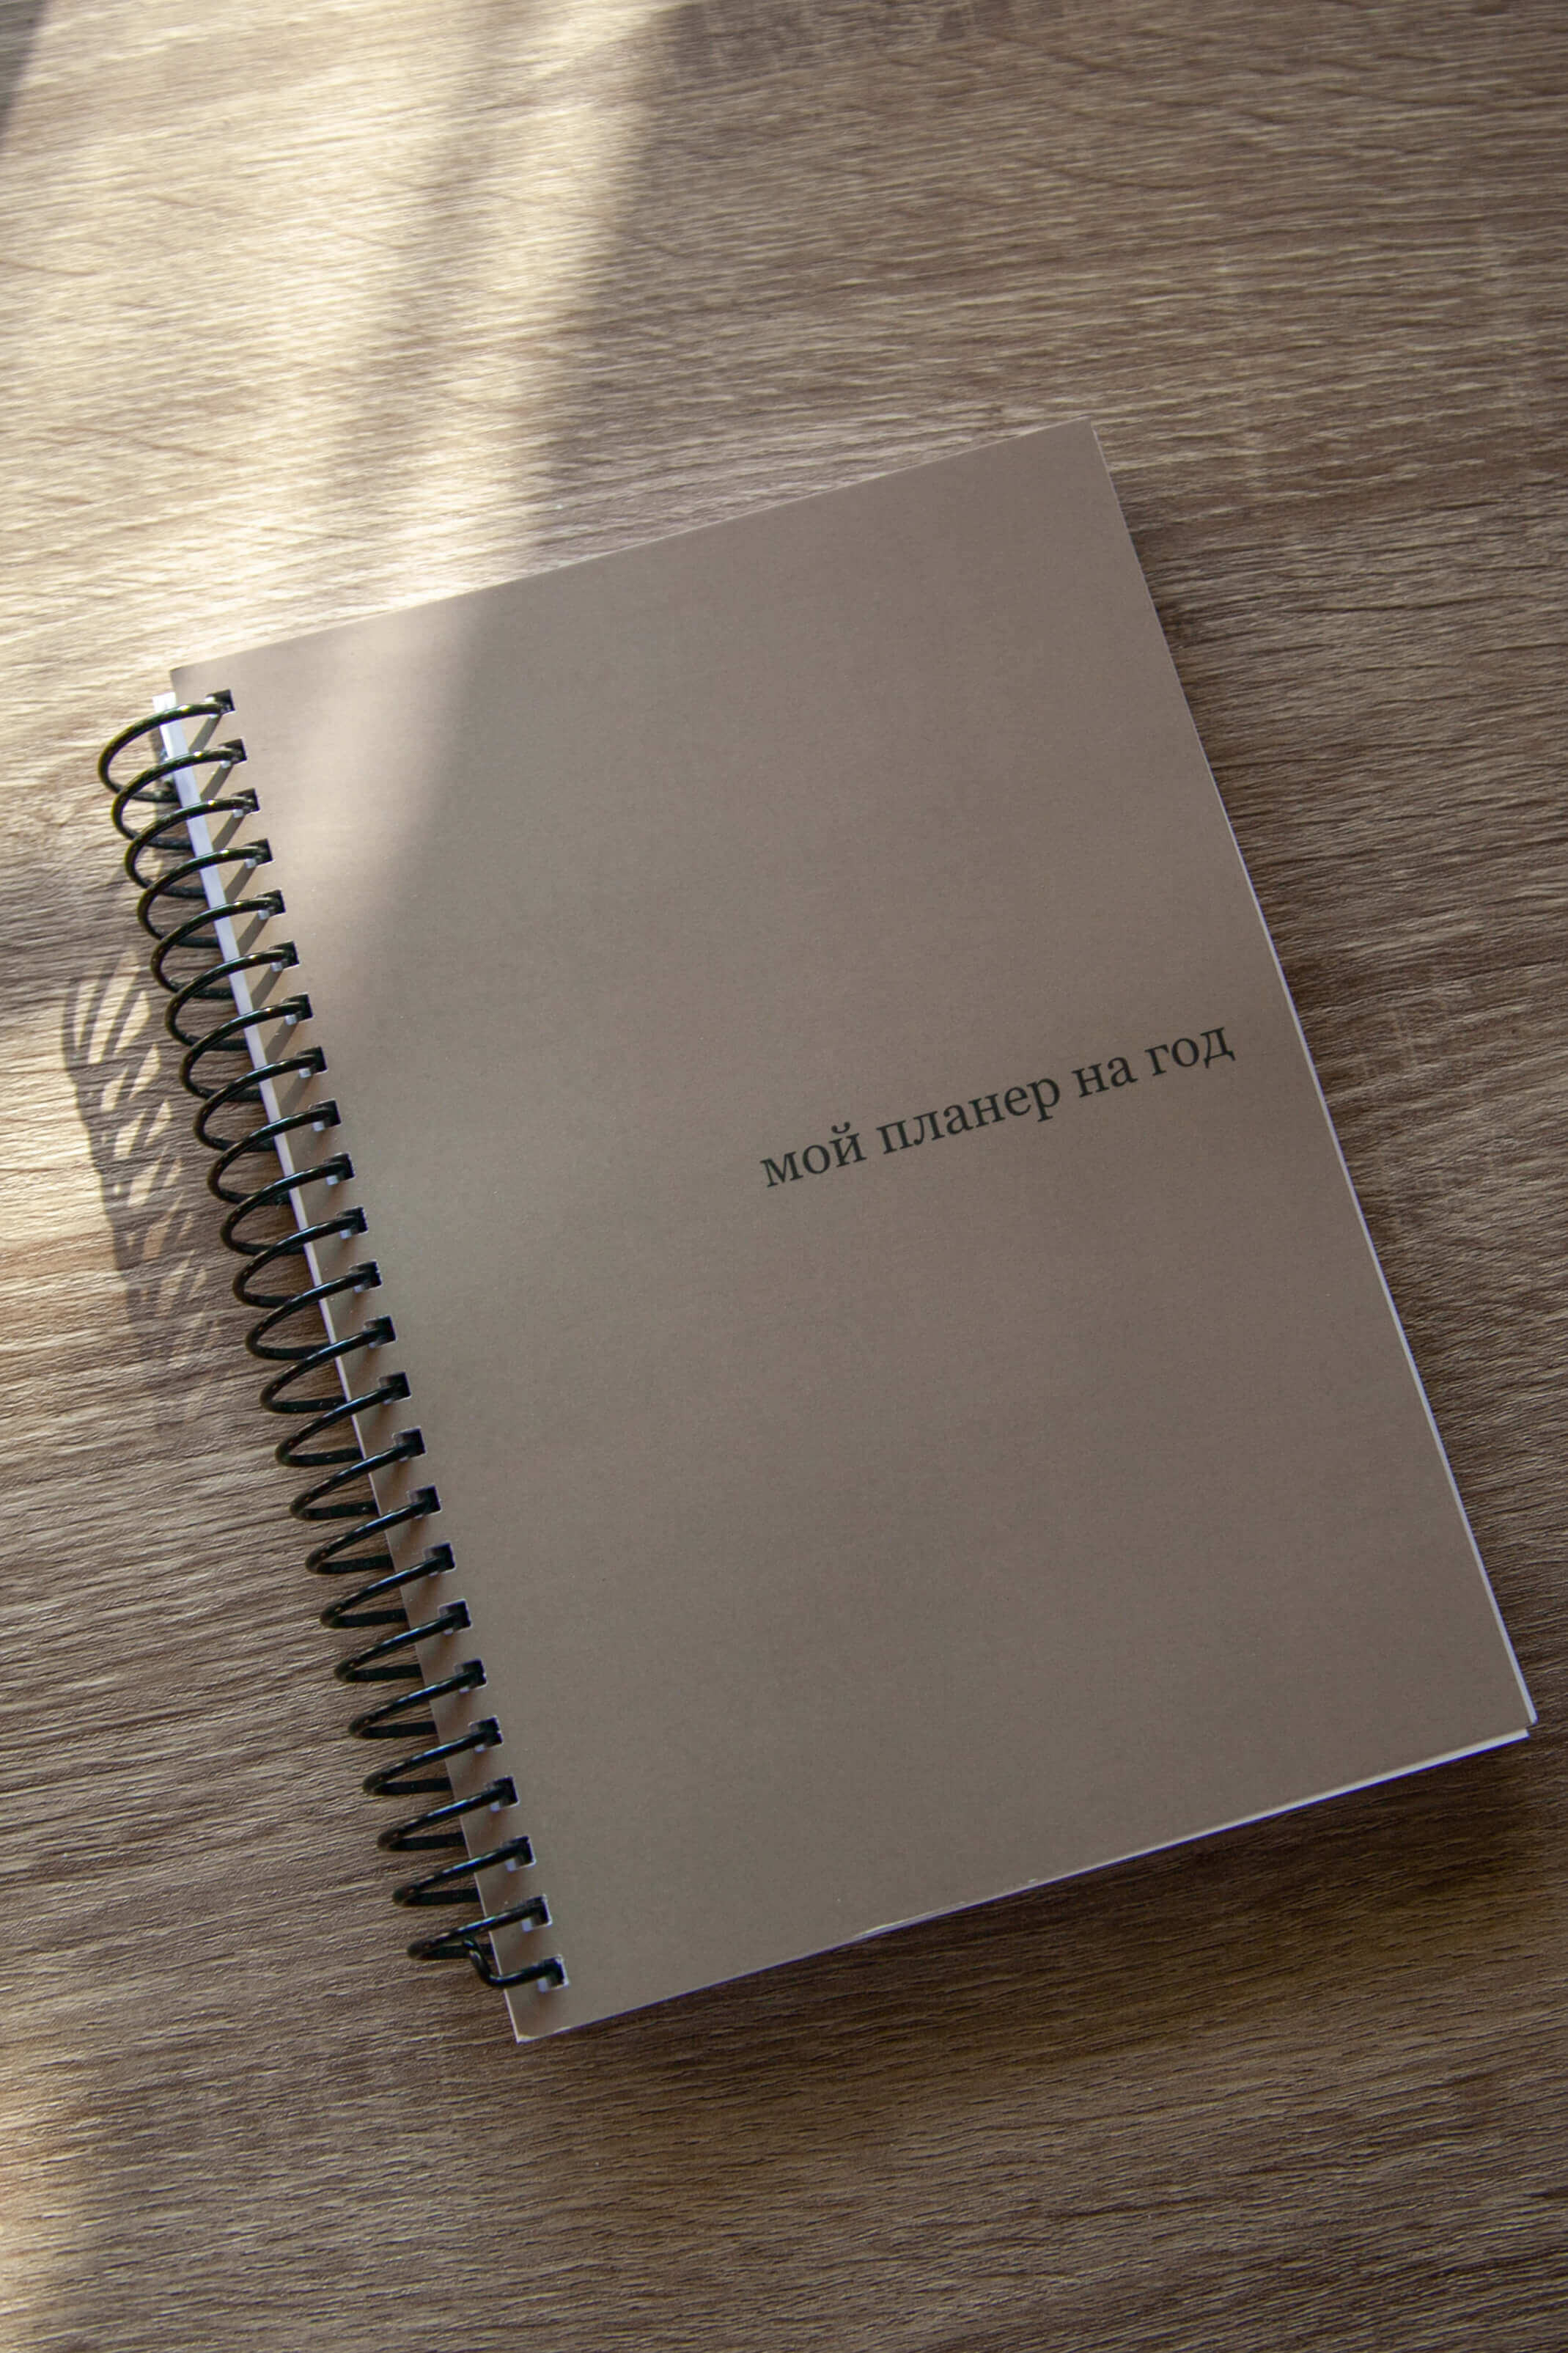 мой планер на год